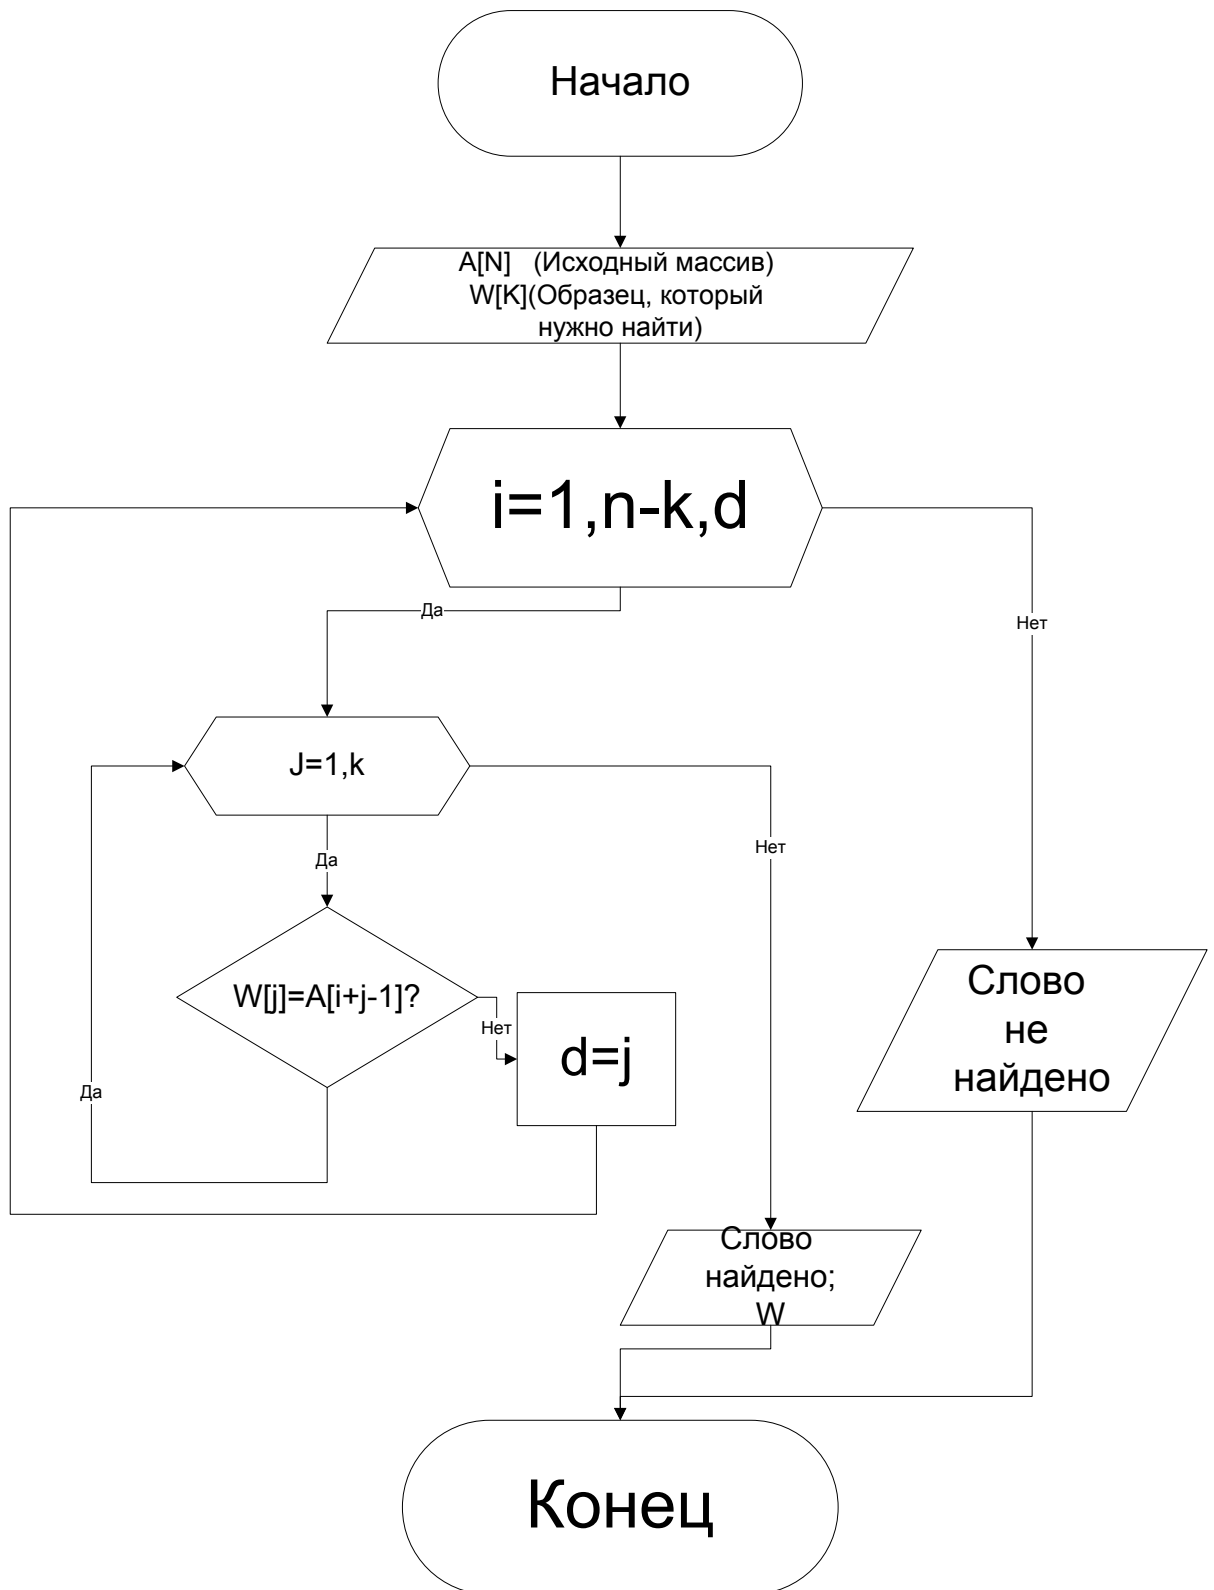 Начало
A[N] (Исходный массив)
W[K](Образец, который
нужно найти)
i=1,n-k,d
Да
Нет
J=1,k
Да
Нет
W[j]=A[i+j-1]?
Нет
d=j
Да
Слово
не
найдено
Слово
найдено;
W
Конец